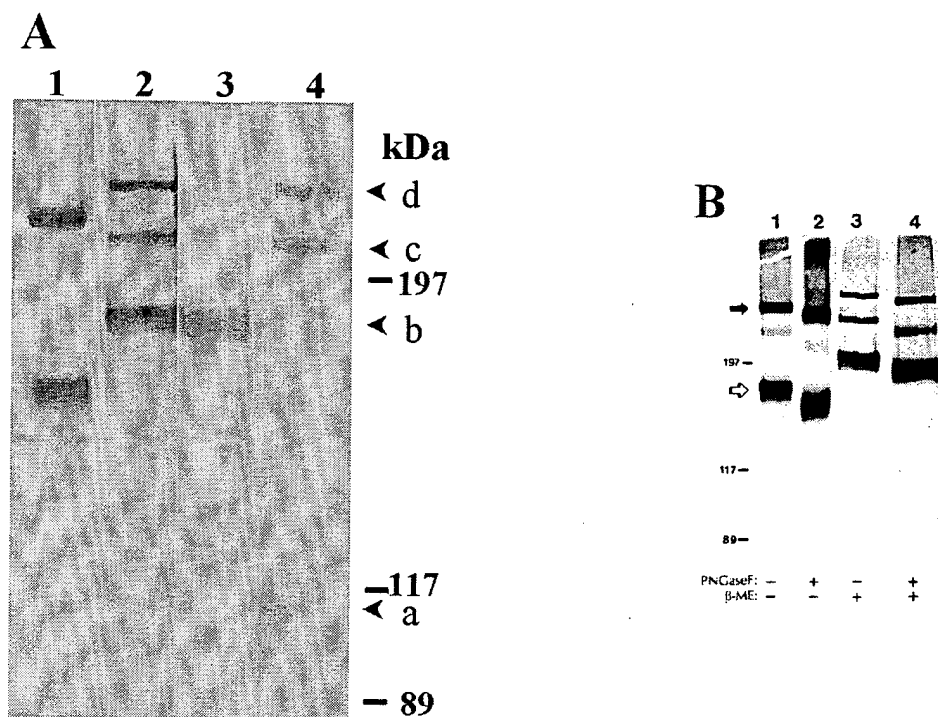 A
1 2 3 4
kDa
d
c
197
b
117
a
89
B
1 2 3 4
197
117
89
PNGaseF: – + – +
β-ME: – – + +